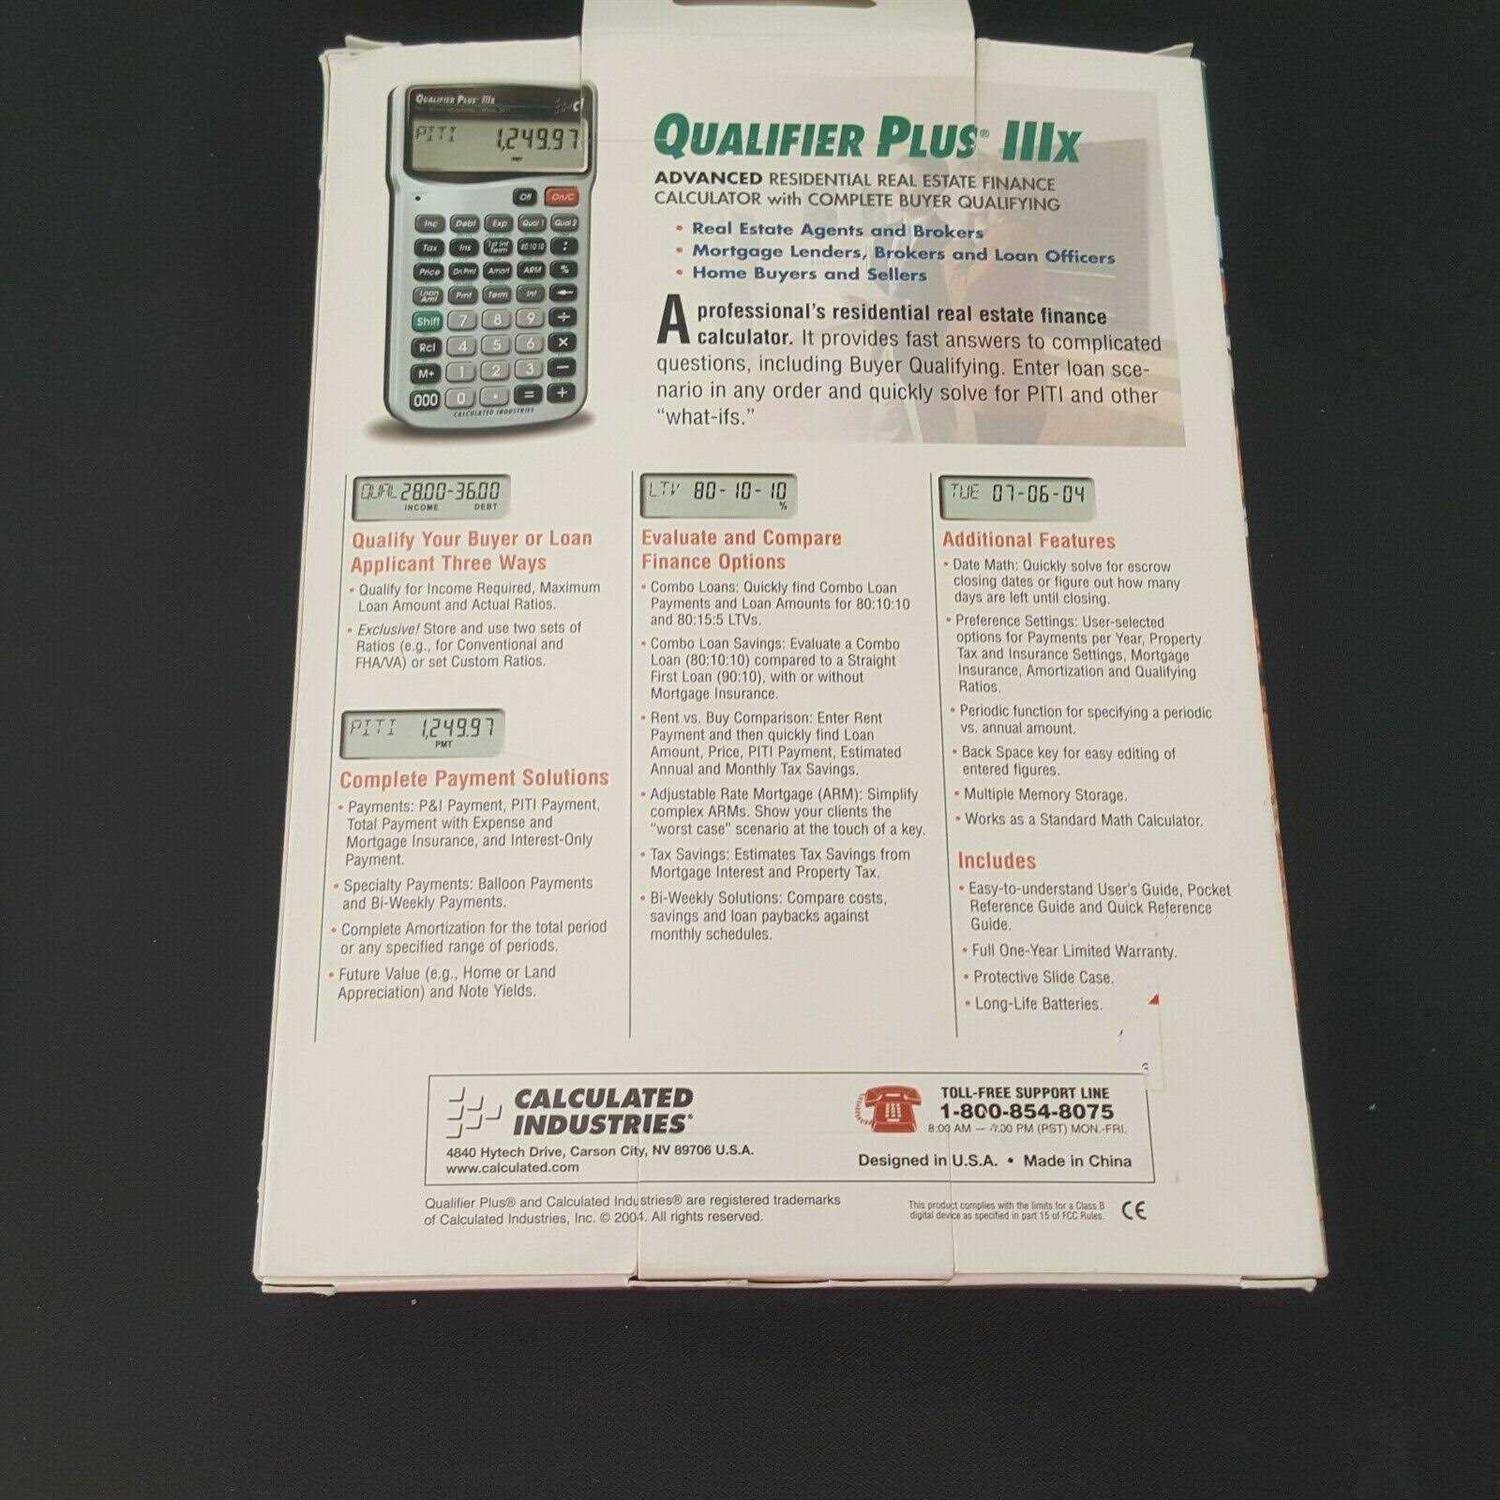 QUALIFIER PLUS IIIx
PITI 1,249.97
PMT
Off On/C
Inc Debt Exp Qual 1 Qual 2
Tax Ins 1st Int Term 80:10:10 :
Price Dn Pmt Amort ARM %
Loan Amt Pmt Term Int
Shift 7 8 9 ÷
Rcl 4 5 6 x
M+ 1 2 3 −
000 0 . = +
CALCULATED INDUSTRIES
QUALIFIER PLUS® IIIx
ADVANCED RESIDENTIAL REAL ESTATE FINANCE
CALCULATOR with COMPLETE BUYER QUALIFYING
• Real Estate Agents and Brokers
• Mortgage Lenders, Brokers and Loan Officers
• Home Buyers and Sellers
A professional's residential real estate finance
calculator. It provides fast answers to complicated
questions, including Buyer Qualifying. Enter loan sce-
nario in any order and quickly solve for PITI and other
"what-ifs."
QUAL 28.00-36.00
INCOME DEBT
Qualify Your Buyer or Loan
Applicant Three Ways
• Qualify for Income Required, Maximum
Loan Amount and Actual Ratios.
• Exclusive! Store and use two sets of
Ratios (e.g., for Conventional and
FHA/VA) or set Custom Ratios.
PITI 1,249.97
PMT
Complete Payment Solutions
• Payments: P&I Payment, PITI Payment,
Total Payment with Expense and
Mortgage Insurance, and Interest-Only
Payment.
• Specialty Payments: Balloon Payments
and Bi-Weekly Payments.
• Complete Amortization for the total period
or any specified range of periods.
• Future Value (e.g., Home or Land
Appreciation) and Note Yields.
LTV 80-10-10
%
Evaluate and Compare
Finance Options
• Combo Loans: Quickly find Combo Loan
Payments and Loan Amounts for 80:10:10
and 80:15:5 LTVs.
• Combo Loan Savings: Evaluate a Combo
Loan (80:10:10) compared to a Straight
First Loan (90:10), with or without
Mortgage Insurance.
• Rent vs. Buy Comparison: Enter Rent
Payment and then quickly find Loan
Amount, Price, PITI Payment, Estimated
Annual and Monthly Tax Savings.
• Adjustable Rate Mortgage (ARM): Simplify
complex ARMs. Show your clients the
"worst case" scenario at the touch of a key.
• Tax Savings: Estimates Tax Savings from
Mortgage Interest and Property Tax.
• Bi-Weekly Solutions: Compare costs,
savings and loan paybacks against
monthly schedules.
TUE 07-06-04
Additional Features
• Date Math: Quickly solve for escrow
closing dates or figure out how many
days are left until closing.
• Preference Settings: User-selected
options for Payments per Year, Property
Tax and Insurance Settings, Mortgage
Insurance, Amortization and Qualifying
Ratios.
• Periodic function for specifying a periodic
vs. annual amount.
• Back Space key for easy editing of
entered figures.
• Multiple Memory Storage.
• Works as a Standard Math Calculator.
Includes
• Easy-to-understand User's Guide, Pocket
Reference Guide and Quick Reference
Guide.
• Full One-Year Limited Warranty.
• Protective Slide Case.
• Long-Life Batteries.
CALCULATED
INDUSTRIES®
4840 Hytech Drive, Carson City, NV 89706 U.S.A.
www.calculated.com
TOLL-FREE SUPPORT LINE
1-800-854-8075
8:00 AM — PM (PST) MON.-FRI.
Designed in U.S.A. • Made in China
Qualifier Plus® and Calculated Industries® are registered trademarks
of Calculated Industries, Inc. © 2004. All rights reserved.
This product complies with the limits for a Class B
digital device as specified in part 15 of FCC Rules.
CE